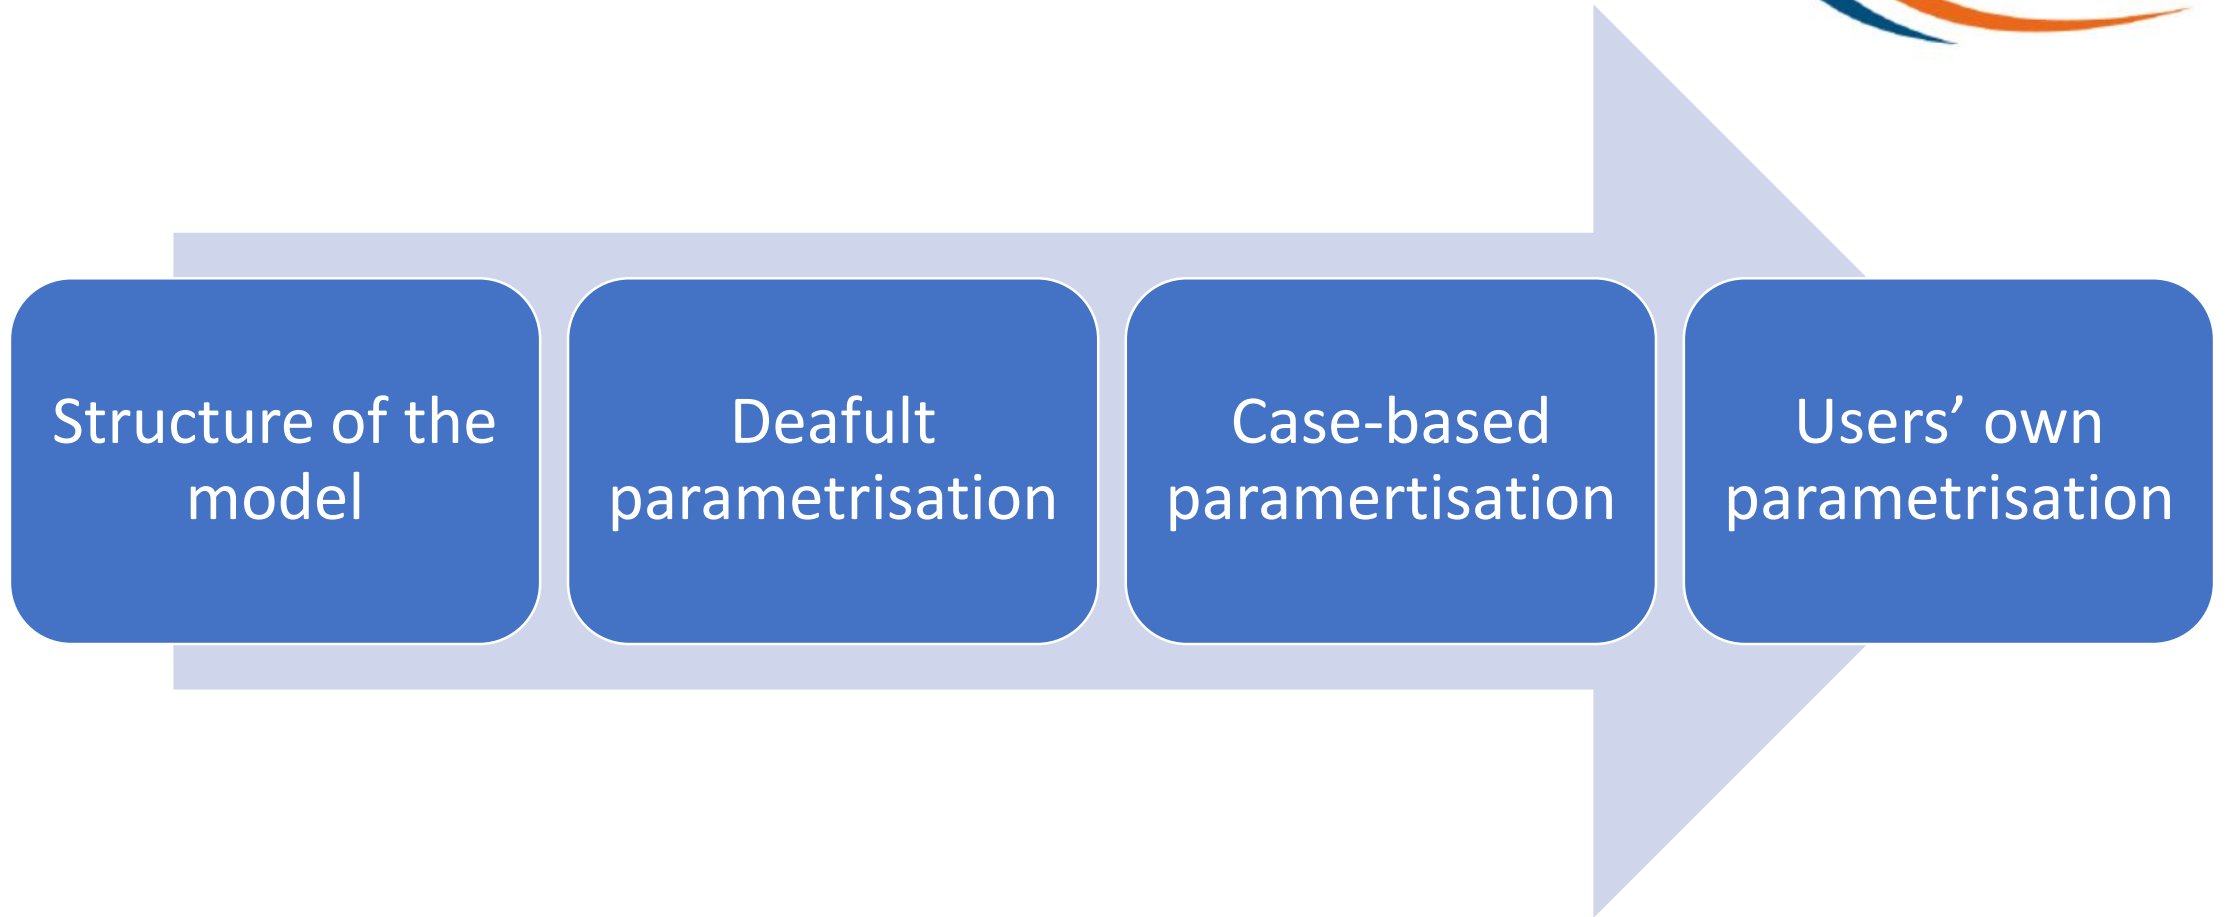 Structure of the
model
Deafult
parametrisation
Case-based
paramertisation
Users’ own
parametrisation